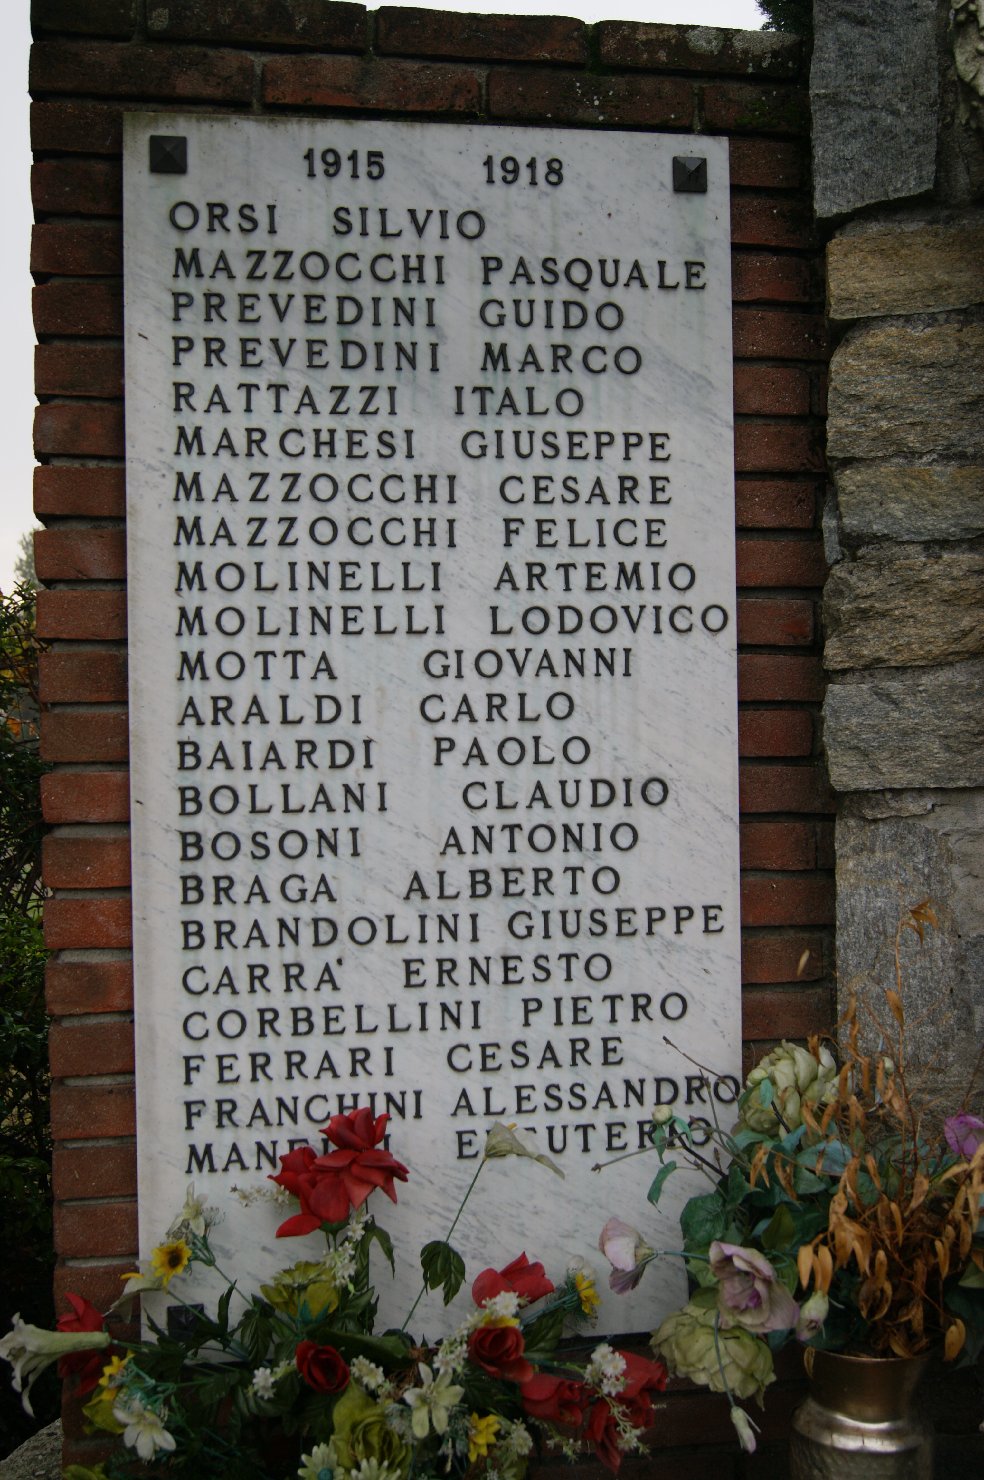 1915 1918
ORSI SILVIO
MAZZOCCHI PASQUALE
PREVEDINI GUIDO
PREVEDINI MARCO
RATTAZZI ITALO
MARCHESI GIUSEPPE
MAZZOCCHI CESARE
MAZZOCCHI FELICE
MOLINELLI ARTEMIO
MOLINELLI LODOVICO
MOTTA GIOVANNI
ARALDI CARLO
BAIARDI PAOLO
BOLLANI CLAUDIO
BOSONI ANTONIO
BRAGA ALBERTO
BRANDOLINI GIUSEPPE
CARRA' ERNESTO
CORBELLINI PIETRO
FERRARI CESARE
FRANCHINI ALESSANDRO